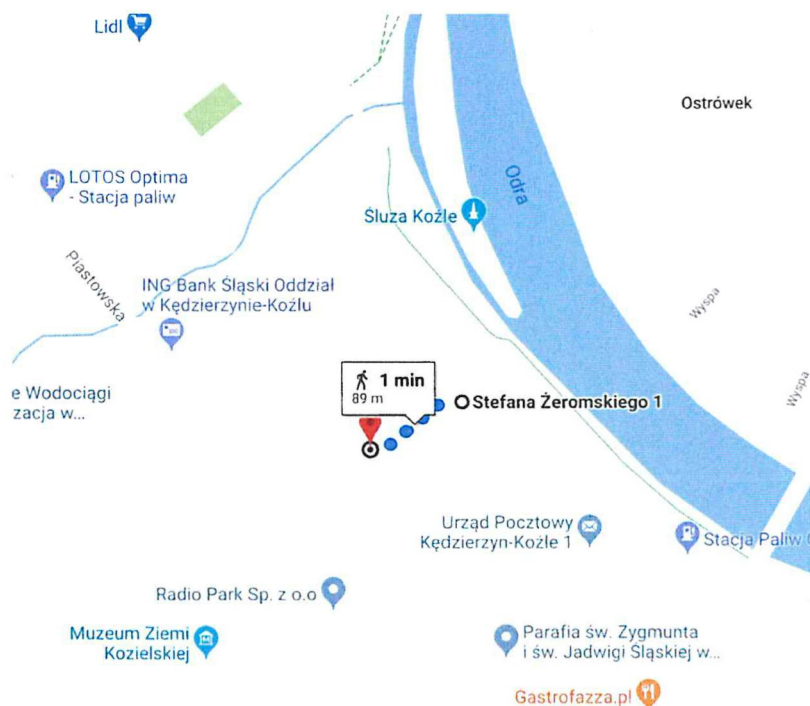 Lidl
Ostrówek
LOTOS Optima
- Stacja paliw
Odra
Śluza Koźle
Piastowska
ING Bank Śląski Oddział
w Kędzierzynie-Koźlu
Wyspa
1 min
89 m
Stefana Żeromskiego 1
Wyspa
e Wodociągi
zacja w...
Urząd Pocztowy
Kędzierzyn-Koźle 1
Stacja Paliw
Radio Park Sp. z o.o
Muzeum Ziemi
Kozielskiej
Parafia św. Zygmunta
i św. Jadwigi Śląskiej w...
Gastrofazza.pl